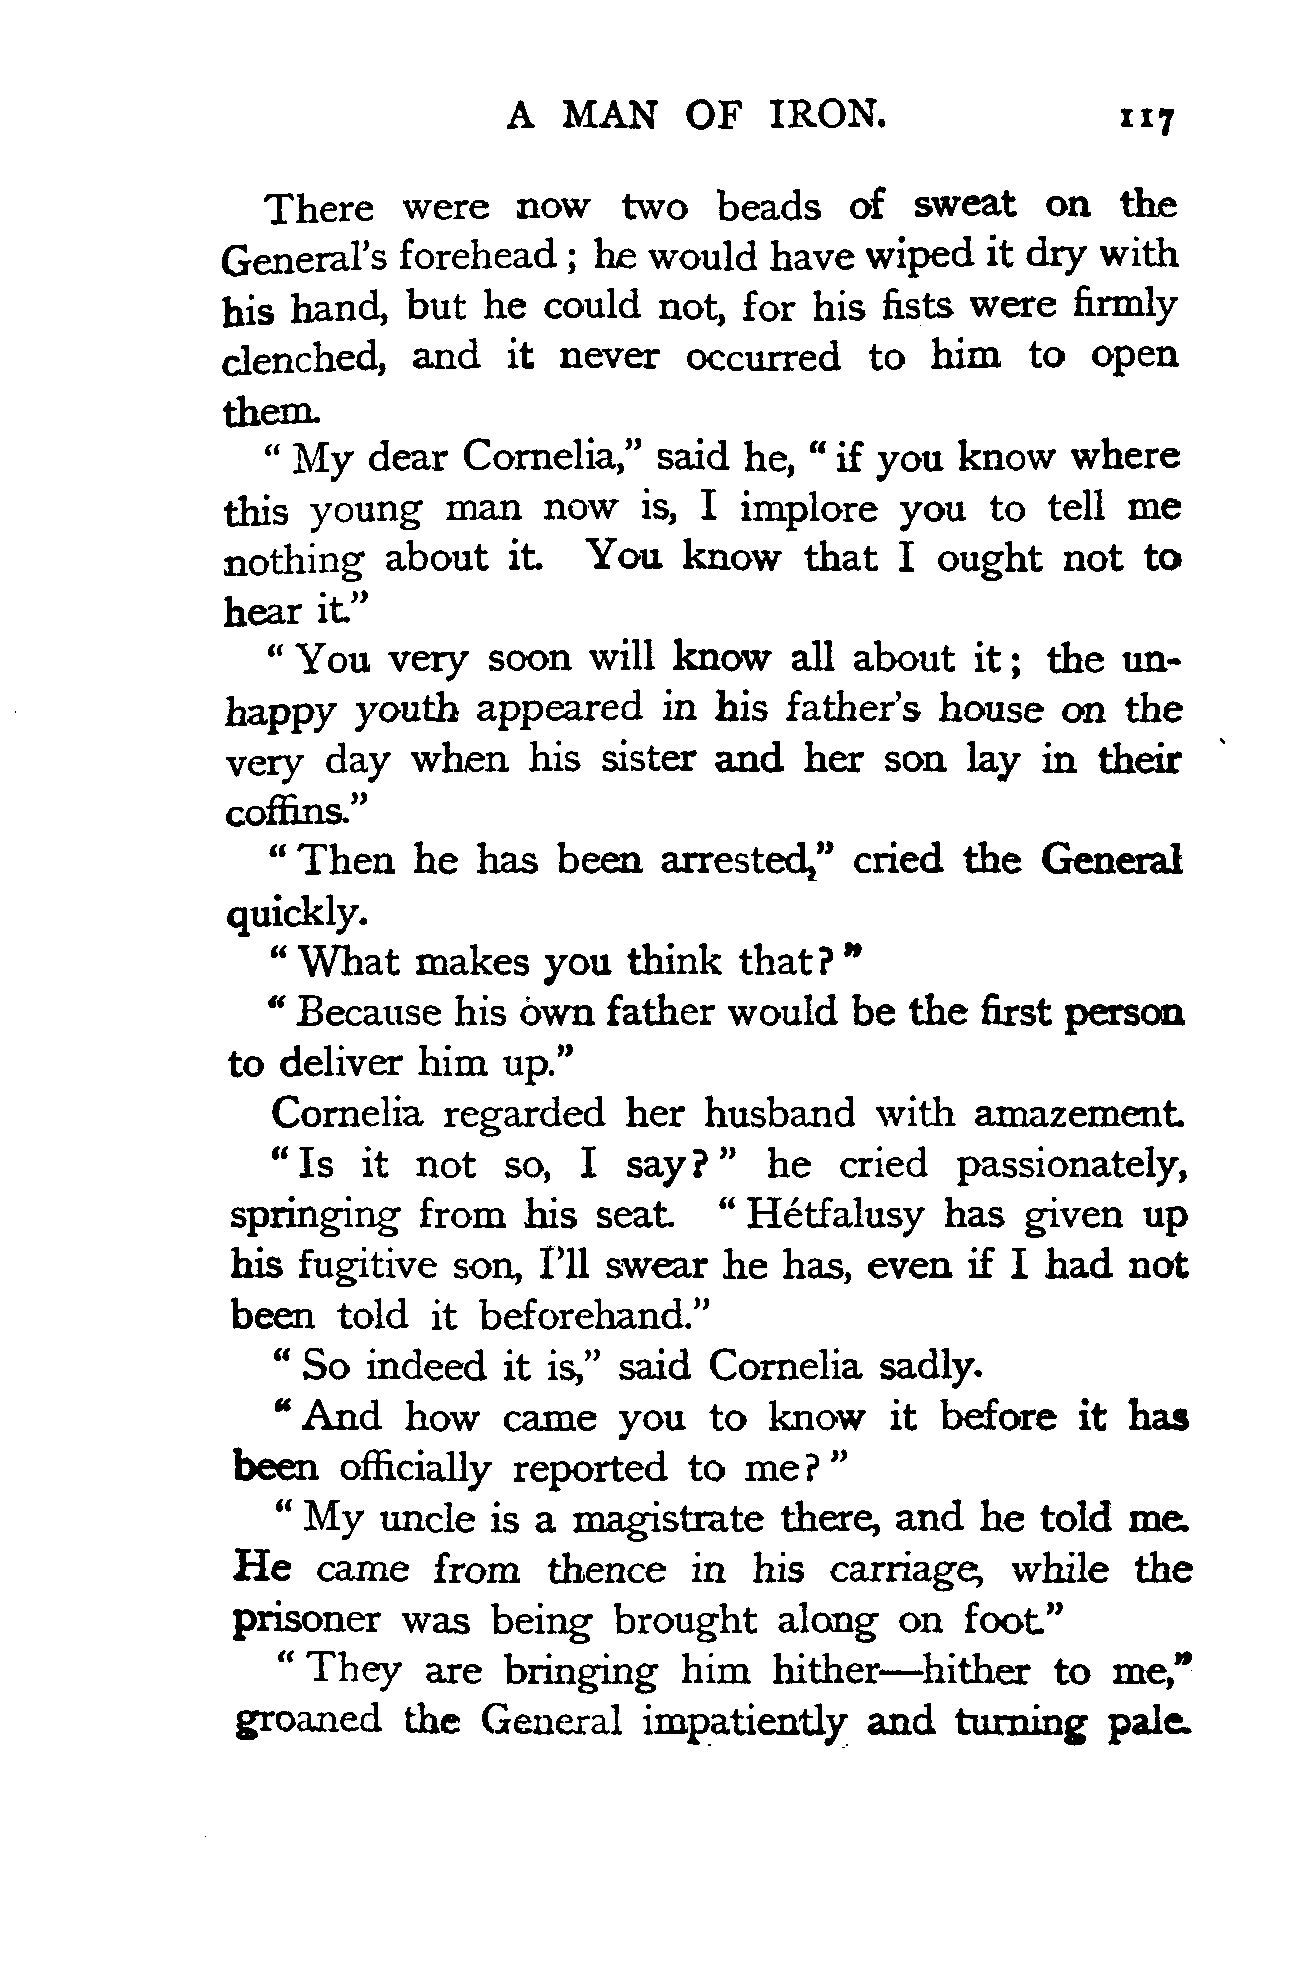 A MAN OF IRON. 117
There were now two beads of sweat on the
General's forehead ; he would have wiped it dry with
his hand, but he could not, for his fists were firmly
clenched, and it never occurred to him to open
them.
“ My dear Cornelia,” said he, “ if you know where
this young man now is, I implore you to tell me
nothing about it. You know that I ought not to
hear it.”
“ You very soon will know all about it ; the un-
happy youth appeared in his father's house on the
very day when his sister and her son lay in their
coffins.”
“ Then he has been arrested,” cried the General
quickly.
“ What makes you think that ? ”
“ Because his own father would be the first person
to deliver him up.”
Cornelia regarded her husband with amazement.
“ Is it not so, I say ? ” he cried passionately,
springing from his seat. “ Hétfalusy has given up
his fugitive son, I'll swear he has, even if I had not
been told it beforehand.”
“ So indeed it is,” said Cornelia sadly.
“ And how came you to know it before it has
been officially reported to me ? ”
“ My uncle is a magistrate there, and he told me.
He came from thence in his carriage, while the
prisoner was being brought along on foot.”
“ They are bringing him hither—hither to me,”
groaned the General impatiently and turning pale.